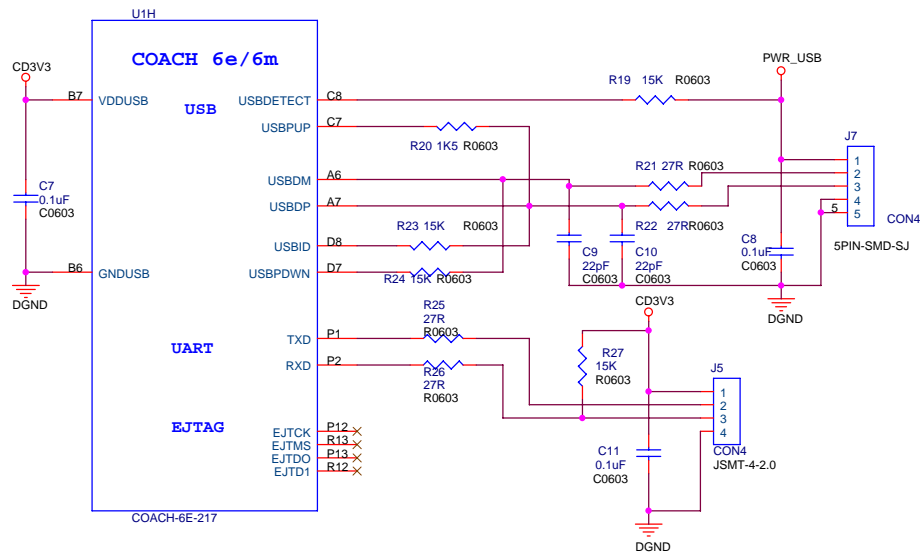 U1H
COACH 6e/6m
CD3V3
B7
VDDUSB
USB
USBDETECT
C8
R19 15K R0603
PWR_USB
USBPUP
C7
R20 1K5 R0603
J7
1
2
3
4
5
5
CON4
5PIN-SMD-SJ
USBDM
A6
R21 27R R0603
C7
0.1uF
C0603
USBDP
A7
R22 27R R0603
R23 15K R0603
USBID
D8
C9
22pF
C0603
C10
22pF
C0603
C8
0.1uF
C0603
B6
GNDUSB
USBPDWN
D7
R24 15K R0603
DGND
DGND
CD3V3
R25
27R
R0603
TXD
P1
UART
RXD
P2
R26
27R
R0603
R27
15K
R0603
J5
1
2
3
4
CON4
JSMT-4-2.0
EJTAG
EJTCK
P12
EJTMS
R13
EJTDO
P13
EJTD1
R12
C11
0.1uF
C0603
COACH-6E-217
DGND